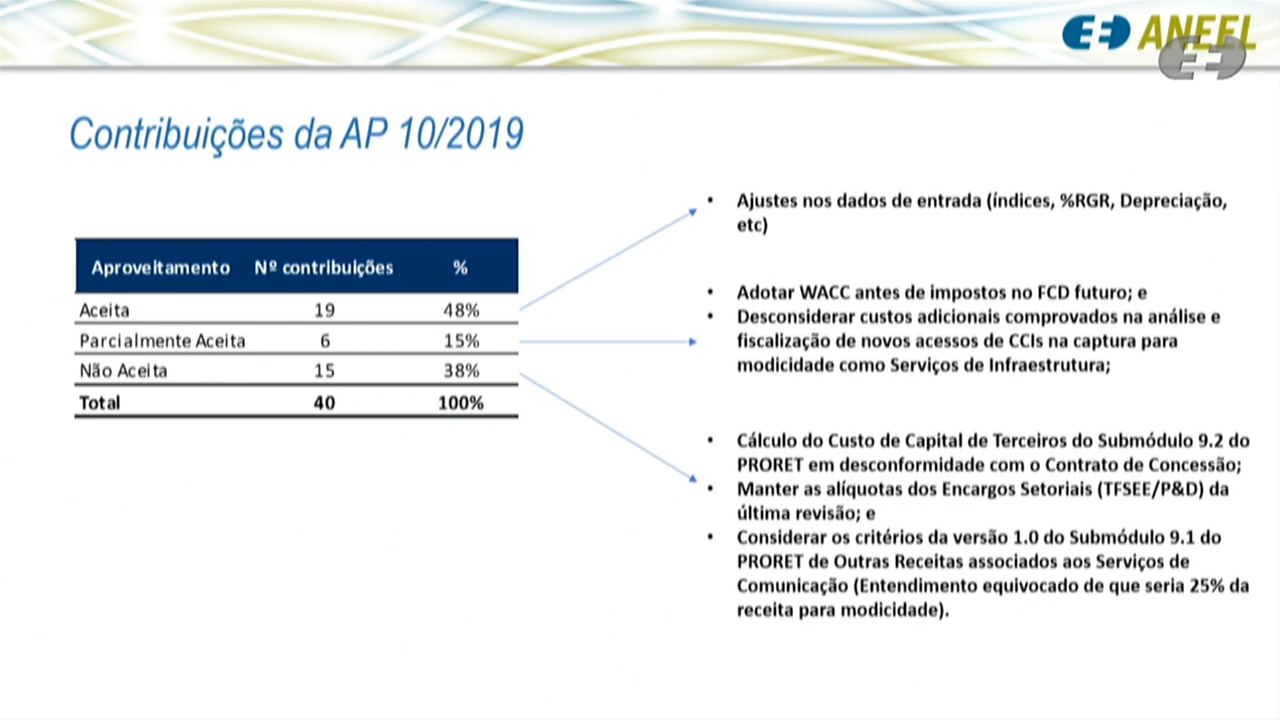 ANEEL
Contribuições da AP 10/2019
Aproveitamento Nº contribuições %
Aceita 19 48%
Parcialmente Aceita 6 15%
Não Aceita 15 38%
Total 40 100%
• Ajustes nos dados de entrada (índices, %RGR, Depreciação,
etc)
• Adotar WACC antes de impostos no FCD futuro; e
• Desconsiderar custos adicionais comprovados na análise e
fiscalização de novos acessos de CCIs na captura para
modicidade como Serviços de Infraestrutura;
• Cálculo do Custo de Capital de Terceiros do Submódulo 9.2 do
PRORET em desconformidade com o Contrato de Concessão;
• Manter as alíquotas dos Encargos Setoriais (TFSEE/P&D) da
última revisão; e
• Considerar os critérios da versão 1.0 do Submódulo 9.1 do
PRORET de Outras Receitas associados aos Serviços de
Comunicação (Entendimento equivocado de que seria 25% da
receita para modicidade).